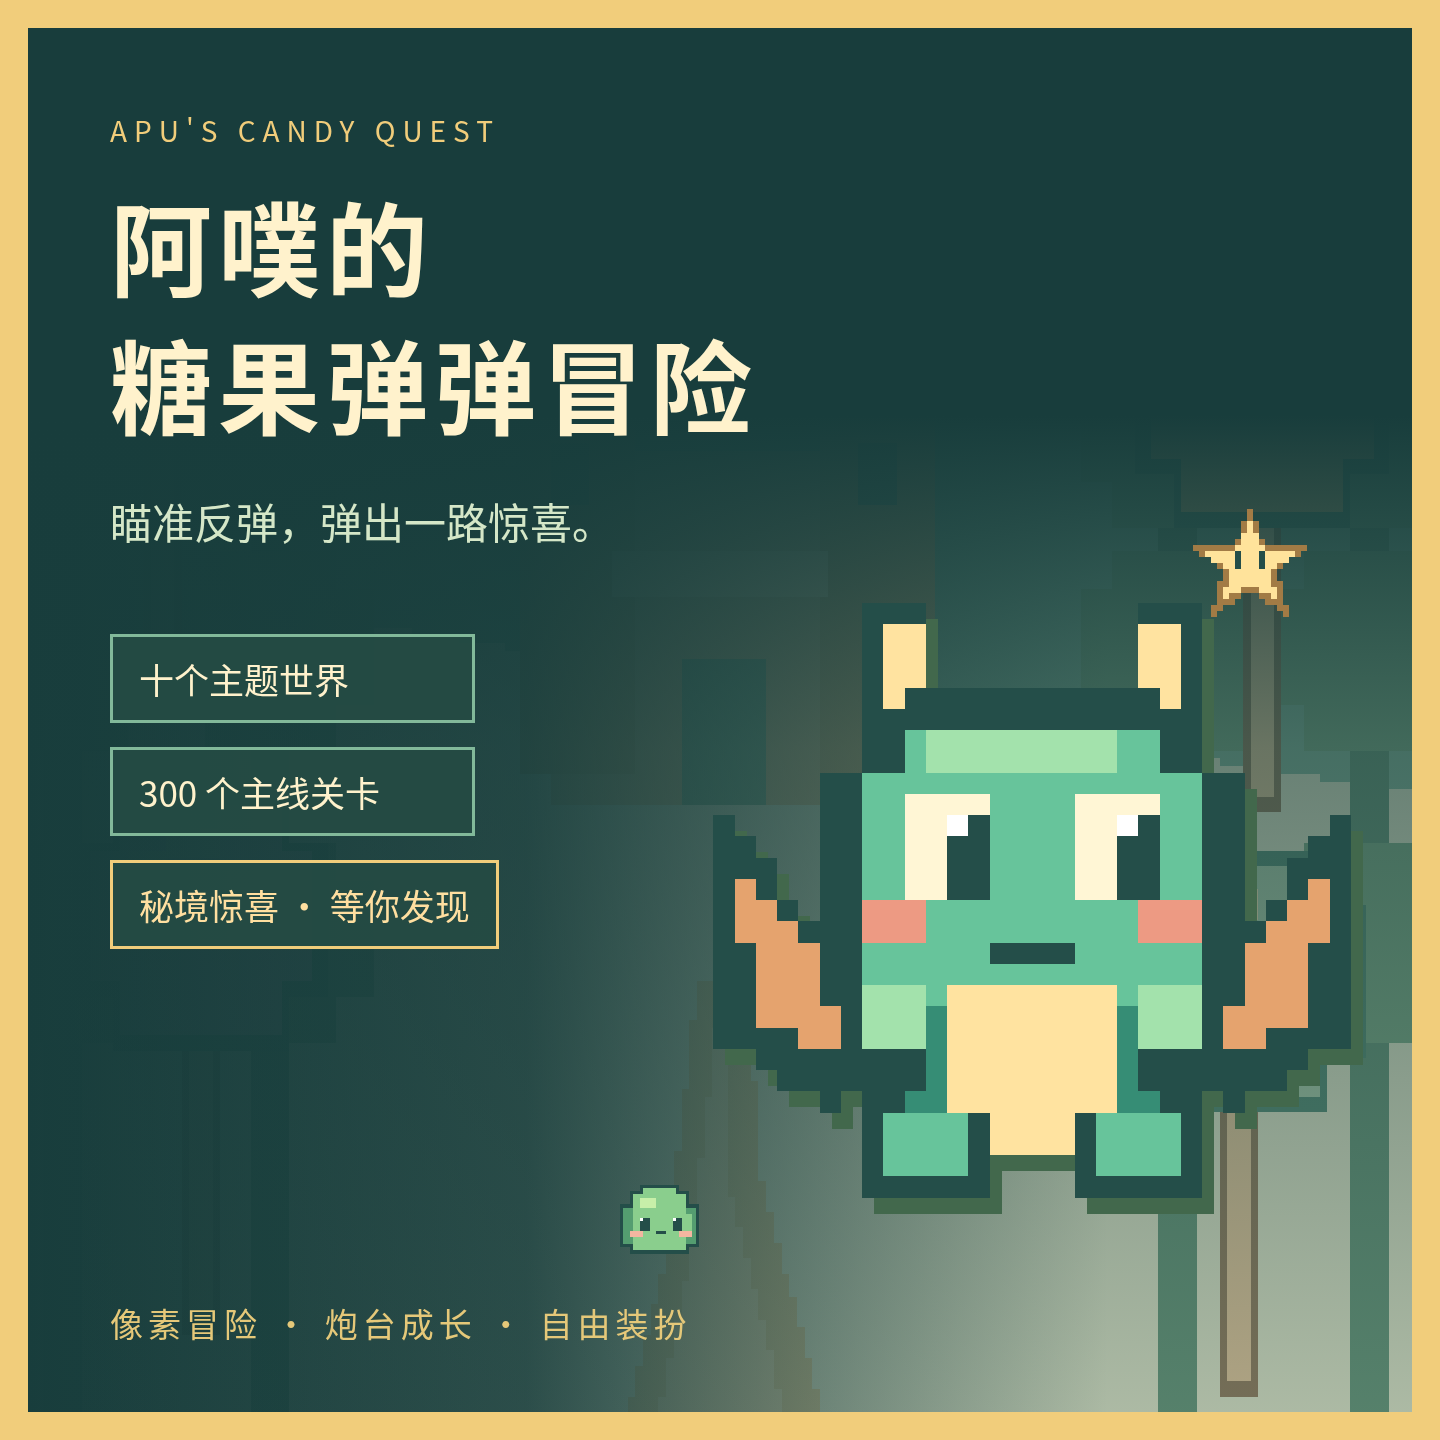 APU'S CANDY QUEST
阿噗的
糖果弹弹冒险
瞄准反弹，弹出一路惊喜。
十个主题世界
300 个主线关卡
秘境惊喜 · 等你发现
像素冒险 · 炮台成长 · 自由装扮